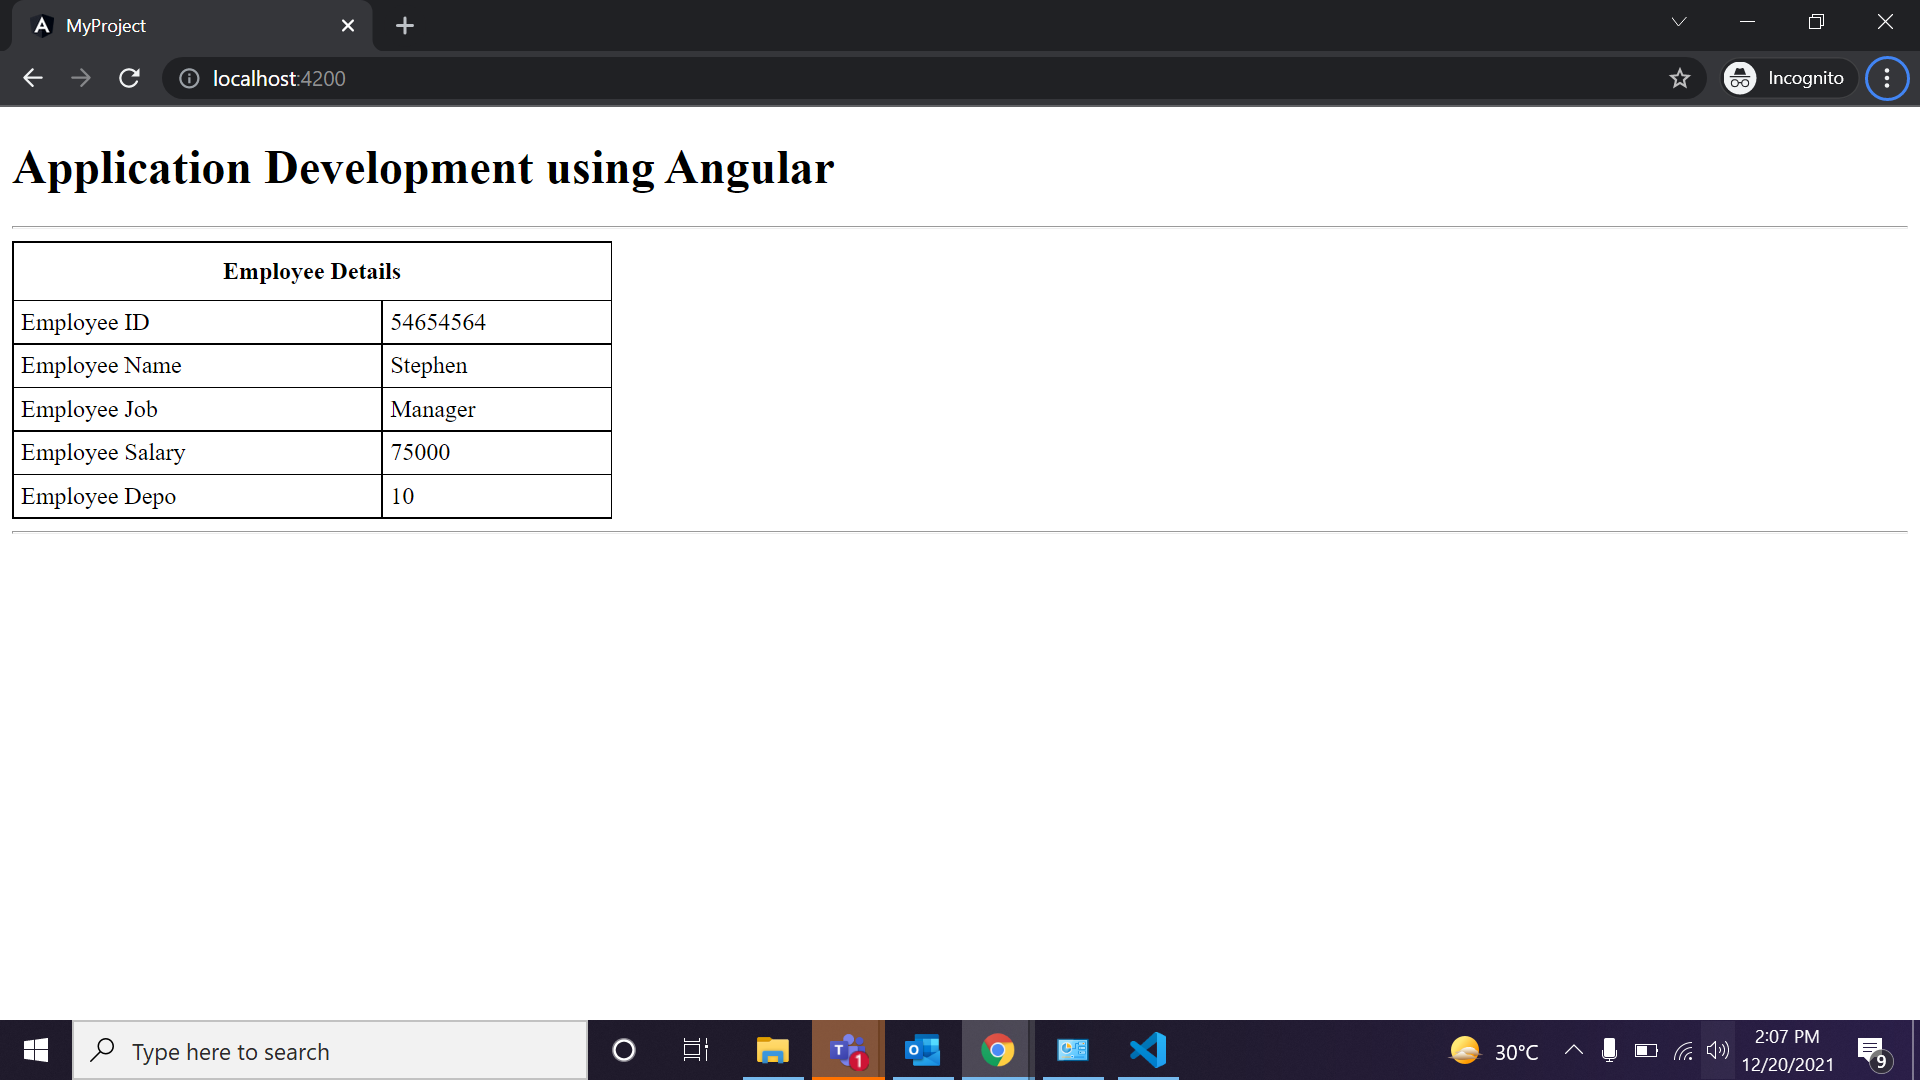 MyProject
localhost:4200
Incognito
Application Development using Angular
Employee Details
Employee ID 54654564
Employee Name Stephen
Employee Job Manager
Employee Salary 75000
Employee Depo 10
Type here to search
1
30°C
2:07 PM
12/20/2021
9